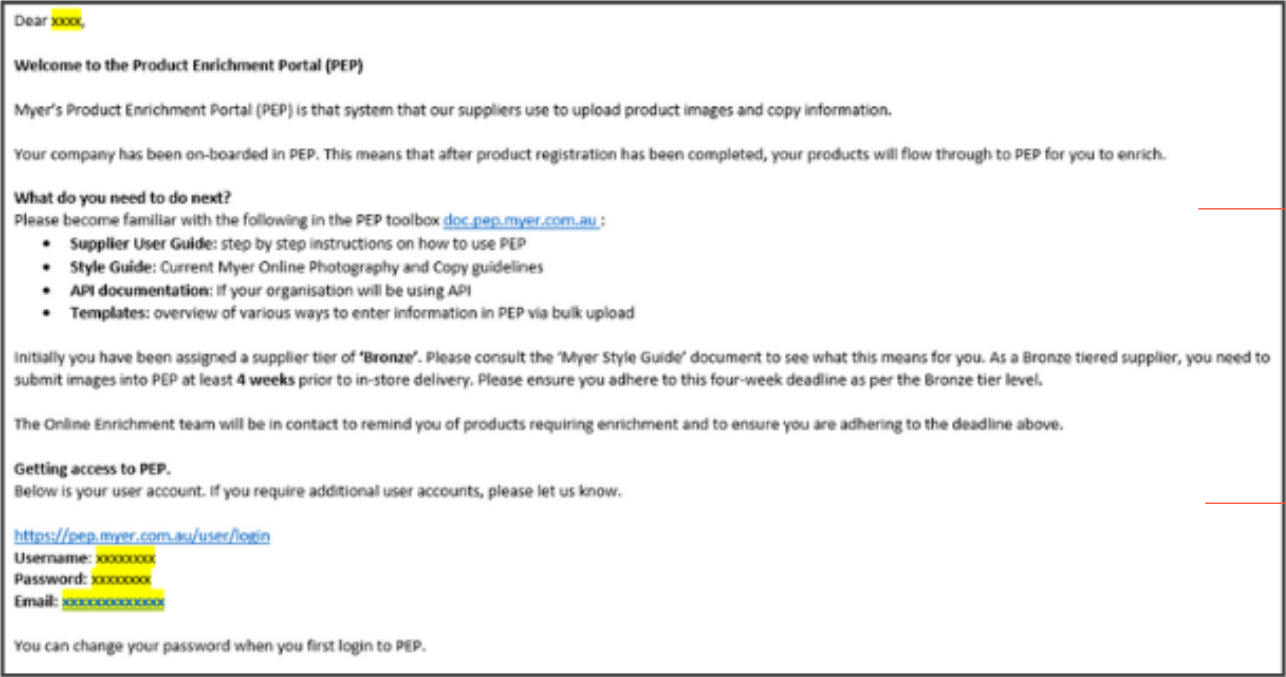 Dear xxxx,
Welcome to the Product Enrichment Portal (PEP)
Myer's Product Enrichment Portal (PEP) is that system that our suppliers use to upload product images and copy information.
Your company has been on-boarded in PEP. This means that after product registration has been completed, your products will flow through to PEP for you to enrich.
What do you need to do next?
Please become familiar with the following in the PEP toolbox doc.pep.myer.com.au :
• Supplier User Guide: step by step instructions on how to use PEP
• Style Guide: Current Myer Online Photography and Copy guidelines
• API documentation: If your organisation will be using API
• Templates: overview of various ways to enter information in PEP via bulk upload
Initially you have been assigned a supplier tier of 'Bronze'. Please consult the 'Myer Style Guide' document to see what this means for you. As a Bronze tiered supplier, you need to
submit images into PEP at least 4 weeks prior to in-store delivery. Please ensure you adhere to this four-week deadline as per the Bronze tier level.
The Online Enrichment team will be in contact to remind you of products requiring enrichment and to ensure you are adhering to the deadline above.
Getting access to PEP.
Below is your user account. If you require additional user accounts, please let us know.
https://pep.myer.com.au/user/login
Username: xxxxxxxx
Password: xxxxxxxx
Email: xxxxxxxxxxxxx
You can change your password when you first login to PEP.